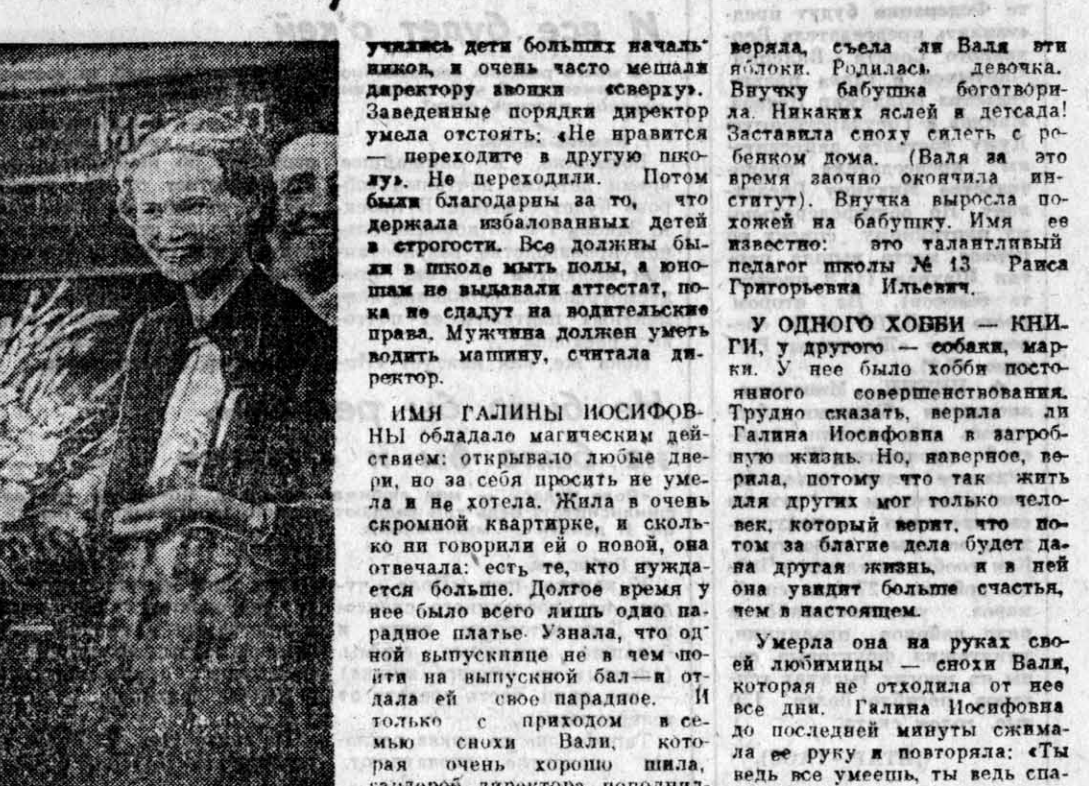 учились дети больших началь-
ников, и очень часто мешали
директору звонки «сверху».
Заведенные порядки директор
умела отстоять: «Не нравится
— переходите в другую шко-
лу». Не переходили. Потом
были благодарны за то, что
держала избалованных детей
в строгости. Все должны бы-
ли в школе мыть полы, а юно-
шам не выдавали аттестат, по-
ка не сдадут на водительские
права. Мужчина должен уметь
водить машину, считала ди-
ректор.
ИМЯ ГАЛИНЫ ИОСИФОВ-
НЫ обладало магическим дей-
ствием: открывало любые две-
ри, но за себя просить не уме-
ла и не хотела. Жила в очень
скромной квартирке, и сколь-
ко ни говорили ей о новой, она
отвечала: есть те, кто нужда-
ется больше. Долгое время у
нее было всего лишь одно па-
радное платье. Узнала, что од-
ной выпускнице не в чем по-
йти на выпускной бал—и от-
дала ей свое парадное. И
только с приходом в се-
мью снохи Вали, кото-
рая очень хорошо шила,
веряла, съела ли Валя эти
яблоки. Родилась девочка.
Внучку бабушка боготвори-
ла. Никаких яслей и детсада!
Заставила сноху сидеть с ре-
бенком дома. (Валя за это
время заочно окончила ин-
ститут). Внучка выросла по-
хожей на бабушку. Имя ее
известно: это талантливый
педагог школы № 13 Раиса
Григорьевна Ильевич.
У ОДНОГО ХОББИ — КНИ-
ГИ, у другого — собаки, мар-
ки. У нее было хобби посто-
янного совершенствования.
Трудно сказать, верила ли
Галина Иосифовна в загроб-
ную жизнь. Но, наверное, ве-
рила, потому что так жить
для других мог только чело-
век, который верит, что по-
том за благие дела будет да-
на другая жизнь, и в ней
она увидит больше счастья,
чем в настоящем.
Умерла она на руках сво-
ей любимицы — снохи Вали,
которая не отходила от нее
все дни. Галина Иосифовна
до последней минуты сжима-
ла ее руку и повторяла: «Ты
ведь все умеешь, ты ведь спа-